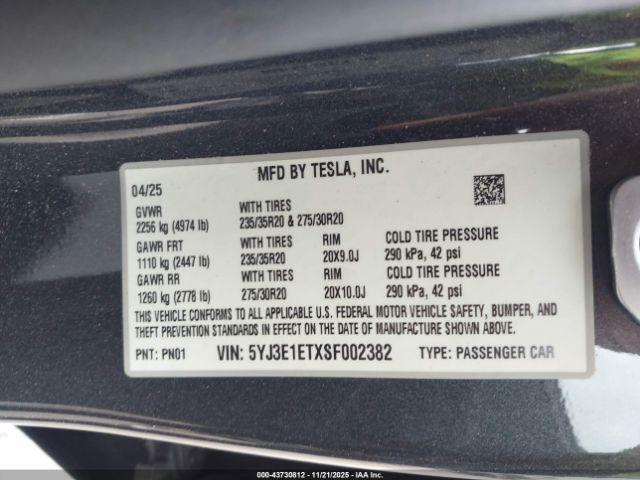 MFD BY TESLA, INC.
04/25
GVWR WITH TIRES
2256 kg (4974 lb) 235/35R20 & 275/30R20
GAWR FRT WITH TIRES RIM COLD TIRE PRESSURE
1110 kg (2447 lb) 235/35R20 20X9.0J 290 kPa, 42 psi
GAWR RR WITH TIRES RIM COLD TIRE PRESSURE
1260 kg (2778 lb) 275/30R20 20X10.0J 290 kPa, 42 psi
THIS VEHICLE CONFORMS TO ALL APPLICABLE U.S. FEDERAL MOTOR VEHICLE SAFETY, BUMPER, AND
THEFT PREVENTION STANDARDS IN EFFECT ON THE DATE OF MANUFACTURE SHOWN ABOVE.
PNT: PN01 VIN: 5YJ3E1ETXSF002382 TYPE: PASSENGER CAR
00-43730812 - 11/21/2025 - IAAI, Copart